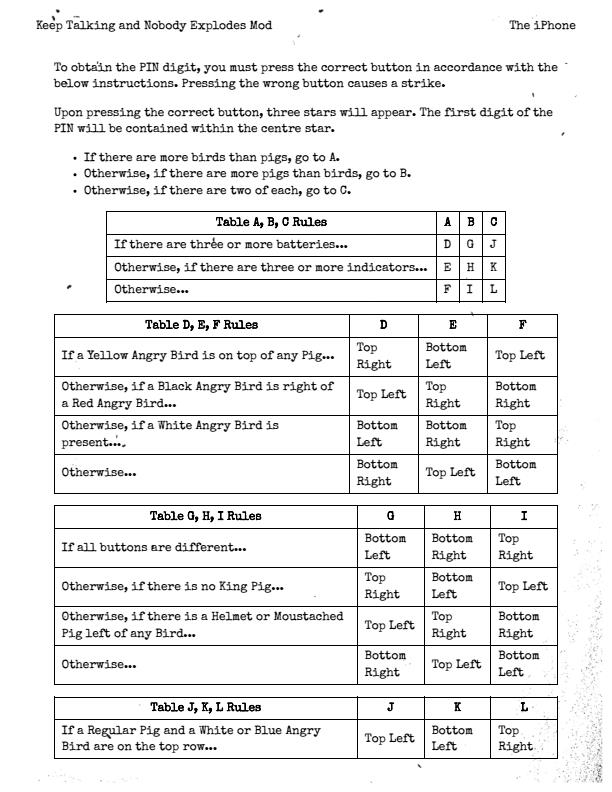 Keep Talking and Nobody Explodes Mod The iPhone
To obtain the PIN digit, you must press the correct button in accordance with the
below instructions. Pressing the wrong button causes a strike.
Upon pressing the correct button, three stars will appear. The first digit of the
PIN will be contained within the centre star.
• If there are more birds than pigs, go to A.
• Otherwise, if there are more pigs than birds, go to B.
• Otherwise, if there are two of each, go to C.
Table A, B, C Rules A B C
If there are three or more batteries... D G J
Otherwise, if there are three or more indicators... E H K
Otherwise... F I L
Table D, E, F Rules D E F
If a Yellow Angry Bird is on top of any Pig... Top Right Bottom Left Top Left
Otherwise, if a Black Angry Bird is right of
a Red Angry Bird... Top Left Top Right Bottom Right
Otherwise, if a White Angry Bird is
present... Bottom Left Bottom Right Top Right
Otherwise... Bottom Right Top Left Bottom Left
Table G, H, I Rules G H I
If all buttons are different... Bottom Left Bottom Right Top Right
Otherwise, if there is no King Pig... Top Right Bottom Left Top Left
Otherwise, if there is a Helmet or Moustached
Pig left of any Bird... Top Left Top Right Bottom Right
Otherwise... Bottom Right Top Left Bottom Left
Table J, K, L Rules J K L
If a Regular Pig and a White or Blue Angry
Bird are on the top row... Top Left Bottom Left Top Right